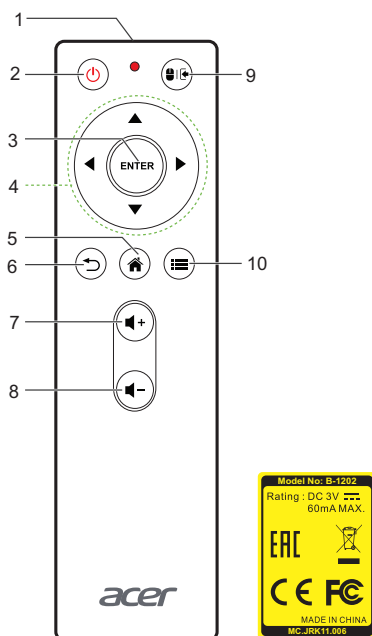 1
2
9
3
ENTER
4
5
6
10
7
+
8
-
acer
Model No: B-1202
Rating : DC 3V
60mA MAX.
EAC
CE FC
MADE IN CHINA
MC.JRK11.006